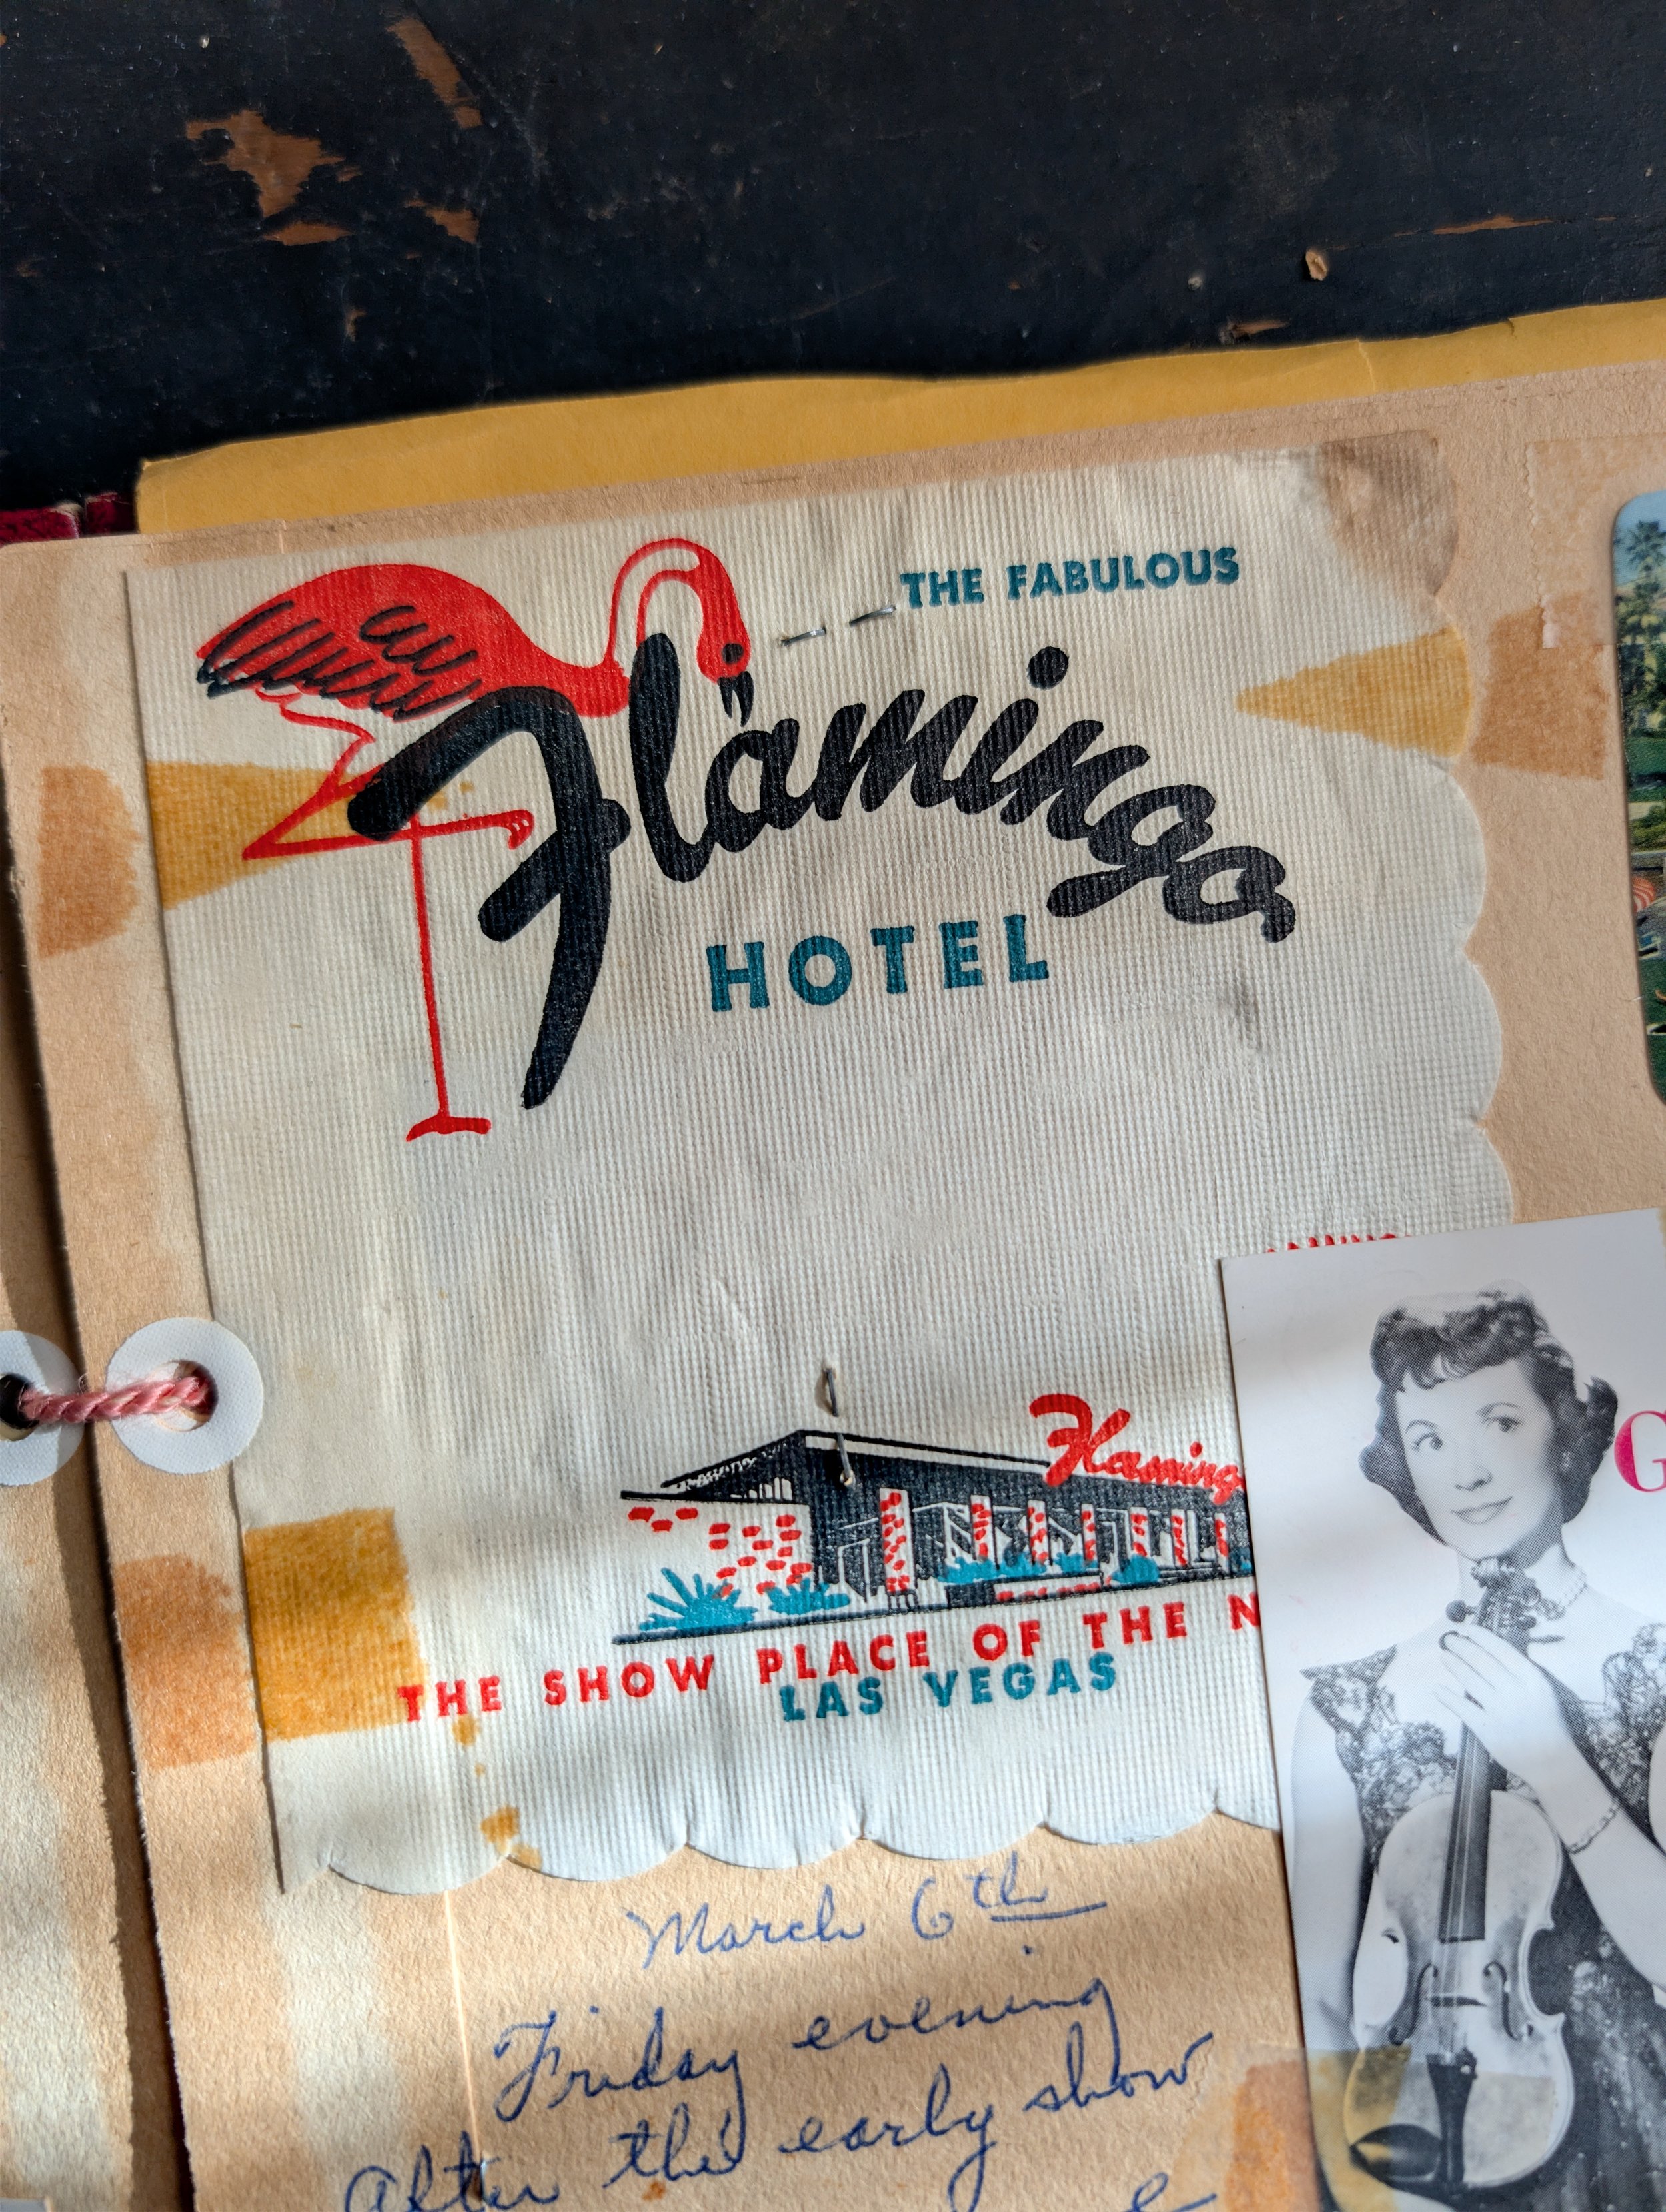 THE FABULOUS
Flamingo
HOTEL
Flaming
THE SHOW PLACE OF THE N
LAS VEGAS
G
March 6th
Friday evening
After the early show